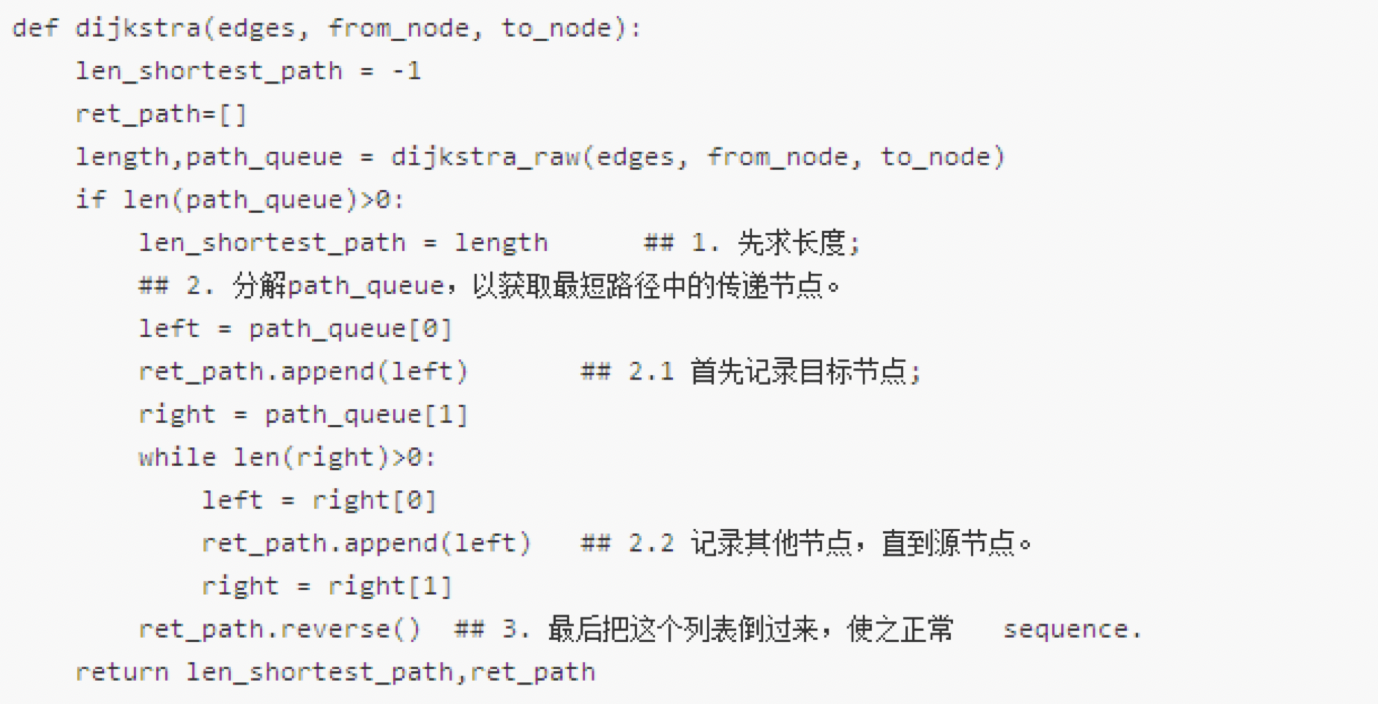 def dijkstra(edges, from_node, to_node):
    len_shortest_path = -1
    ret_path=[]
    length,path_queue = dijkstra_raw(edges, from_node, to_node)
    if len(path_queue)>0:
        len_shortest_path = length      ## 1. 先求长度;
        ## 2. 分解path_queue，以获取最短路径中的传递节点。
        left = path_queue[0]
        ret_path.append(left)       ## 2.1 首先记录目标节点;
        right = path_queue[1]
        while len(right)>0:
            left = right[0]
            ret_path.append(left)   ## 2.2 记录其他节点，直到源节点。
            right = right[1]
        ret_path.reverse()  ## 3. 最后把这个列表倒过来，使之正常   sequence.
    return len_shortest_path,ret_path